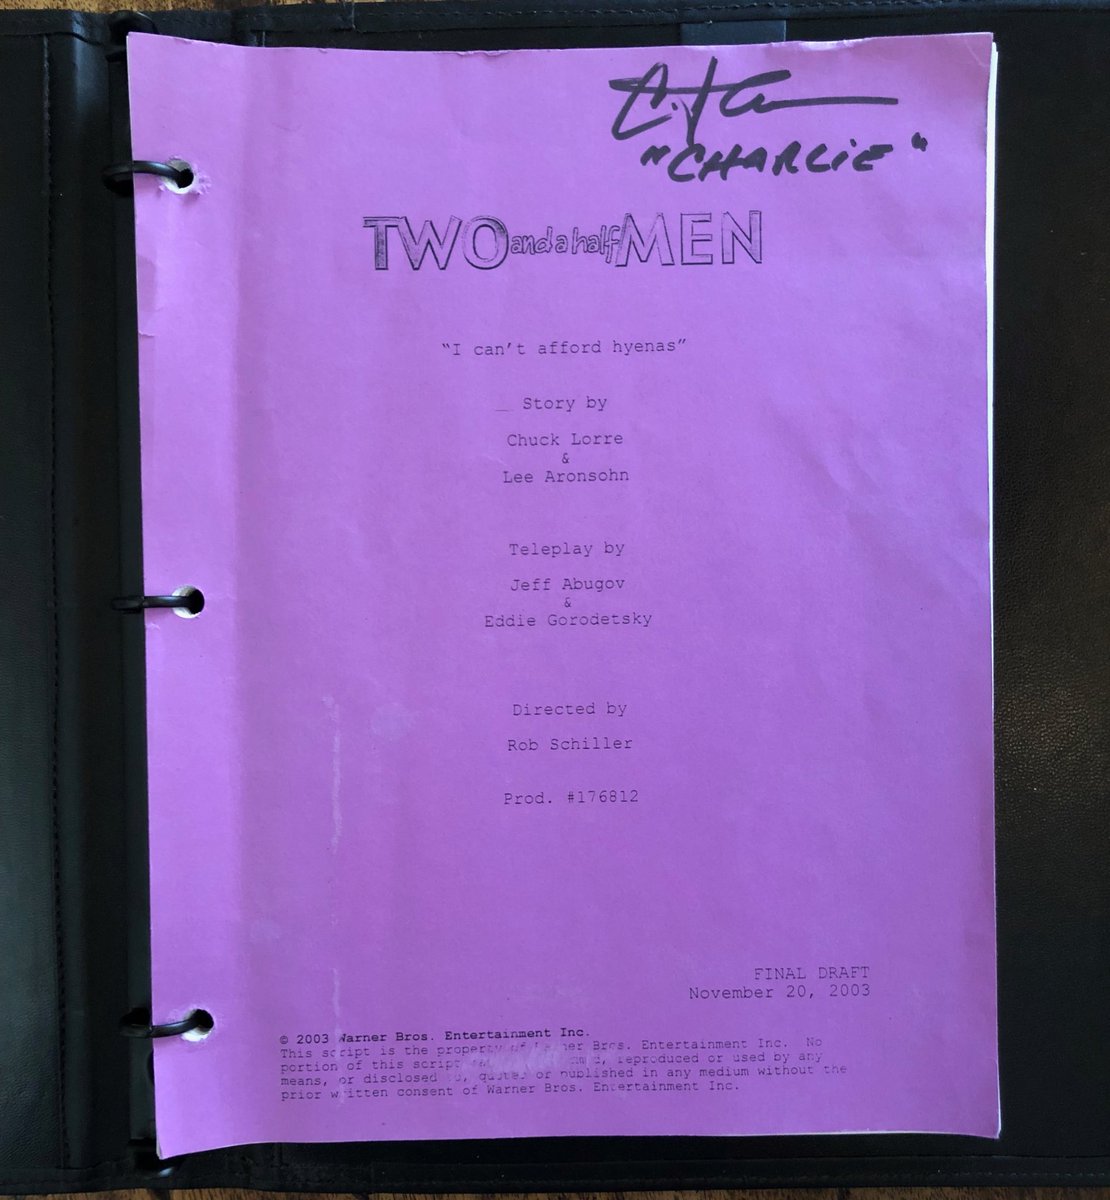 "CHARLiE"
TWO and a half MEN
“I can’t afford hyenas”
Story by
Chuck Lorre
&
Lee Aronsohn
Teleplay by
Jeff Abugov
&
Eddie Gorodetsky
Directed by
Rob Schiller
Prod. #176812
FINAL DRAFT
November 20, 2003
© 2003 Warner Bros. Entertainment Inc.
This script is the property of Warner Bros. Entertainment Inc. No
portion of this script reproduced or used by any
means, or disclosed to, quoted or published in any medium without the
prior written consent of Warner Bros. Entertainment Inc.